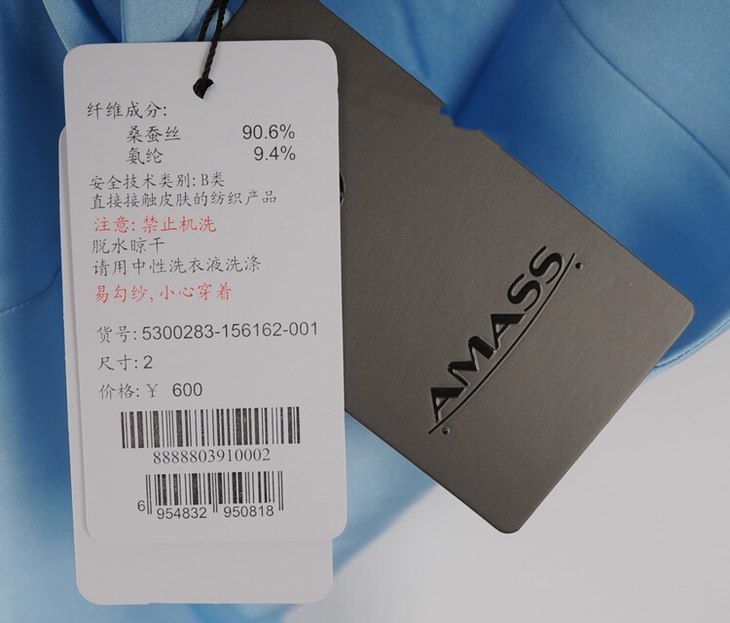 纤维成分:
桑蚕丝 90.6%
氨纶 9.4%
安全技术类别: B类
直接接触皮肤的纺织产品
注意: 禁止机洗
脱水晾干
请用中性洗衣液洗涤
易勾纱, 小心穿着
货号: 5300283-156162-001
尺寸: 2
价格: ¥ 600
8888803910002
6 954832 950818
AMASS